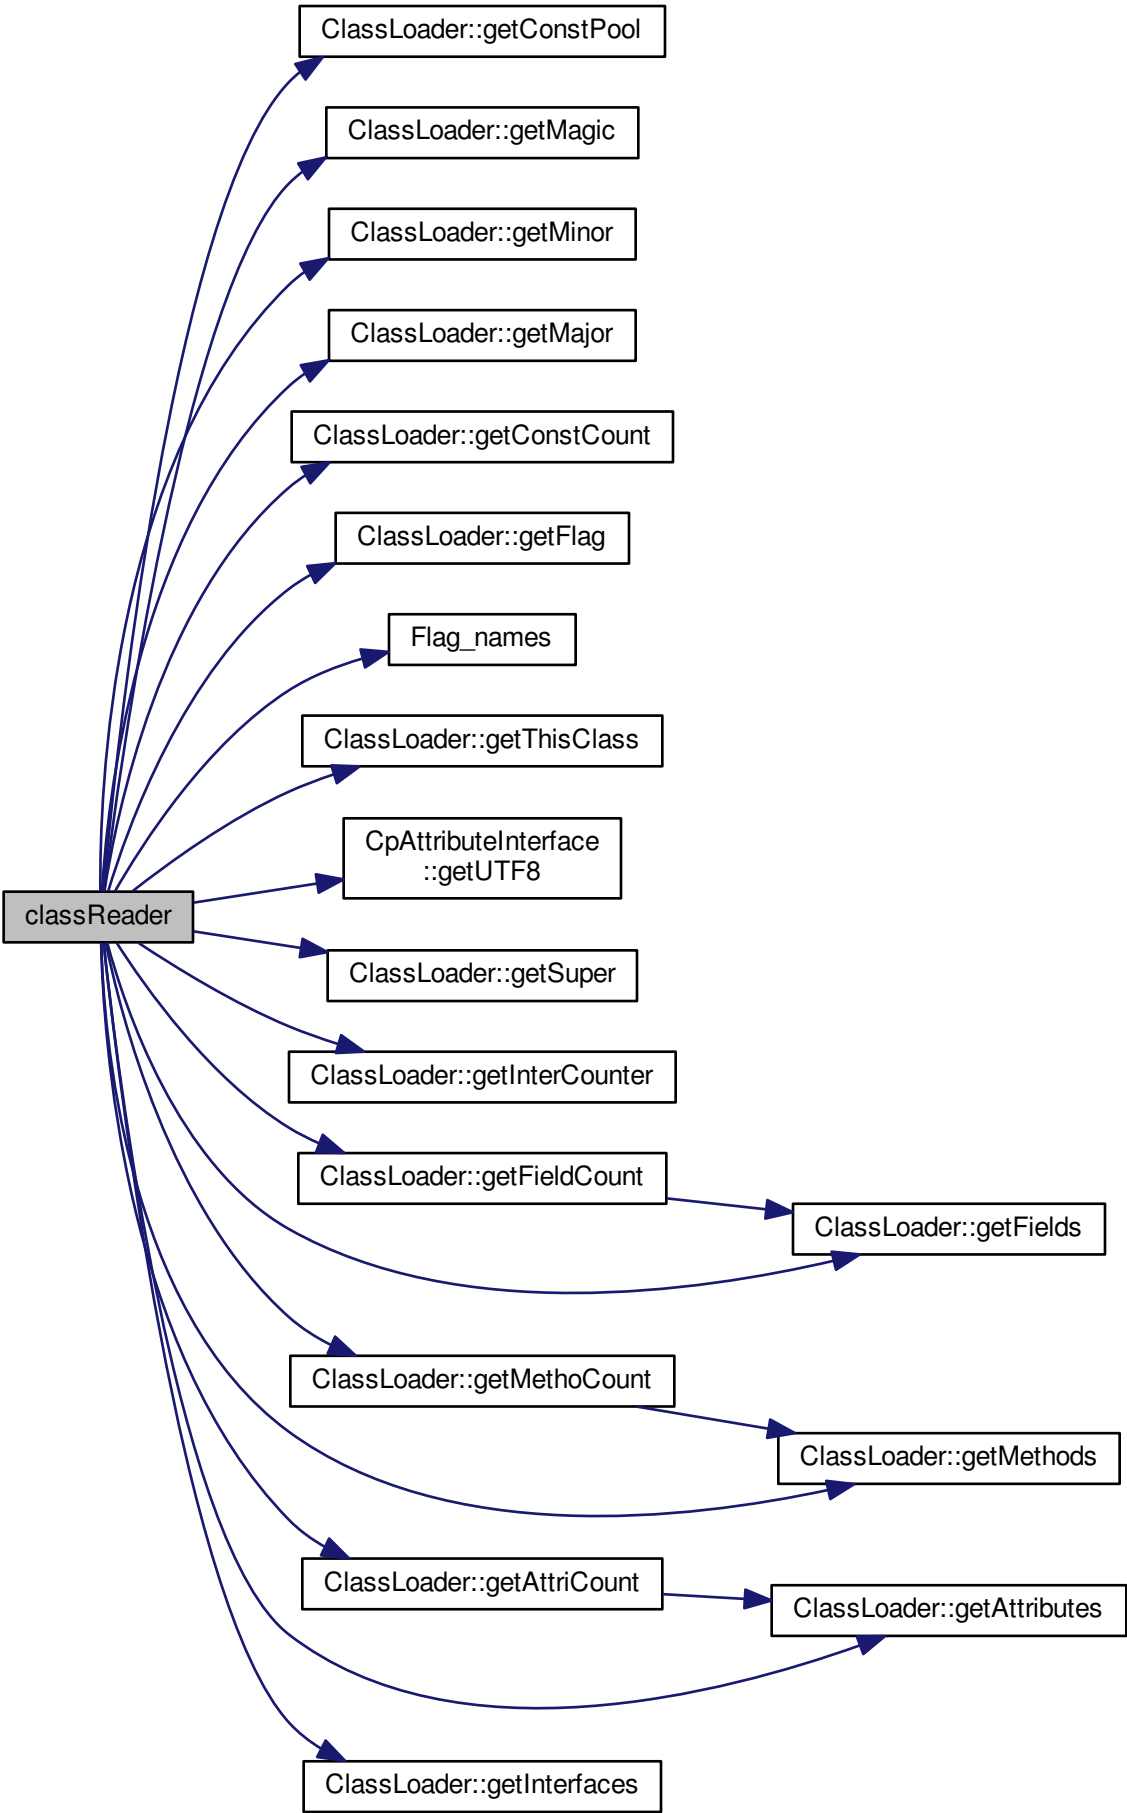 ClassLoader::getConstPool
ClassLoader::getMagic
ClassLoader::getMinor
ClassLoader::getMajor
ClassLoader::getConstCount
ClassLoader::getFlag
Flag_names
ClassLoader::getThisClass
CpAttributeInterface
::getUTF8
classReader
ClassLoader::getSuper
ClassLoader::getInterCounter
ClassLoader::getFieldCount
ClassLoader::getFields
ClassLoader::getMethoCount
ClassLoader::getMethods
ClassLoader::getAttriCount
ClassLoader::getAttributes
ClassLoader::getInterfaces